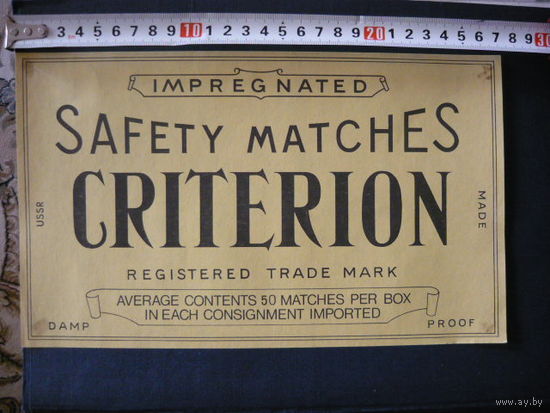 3 4 5 6 7 8 9 10 1 2 3 4 5 6 7 8 9 20 1 2 3 4 5 6 7 8 9 30
IMPREGNATED
SAFETY MATCHES
CRITERION
USSR
MADE
REGISTERED TRADE MARK
AVERAGE CONTENTS 50 MATCHES PER BOX
IN EACH CONSIGNMENT IMPORTED
DAMP PROOF
www.ay.by